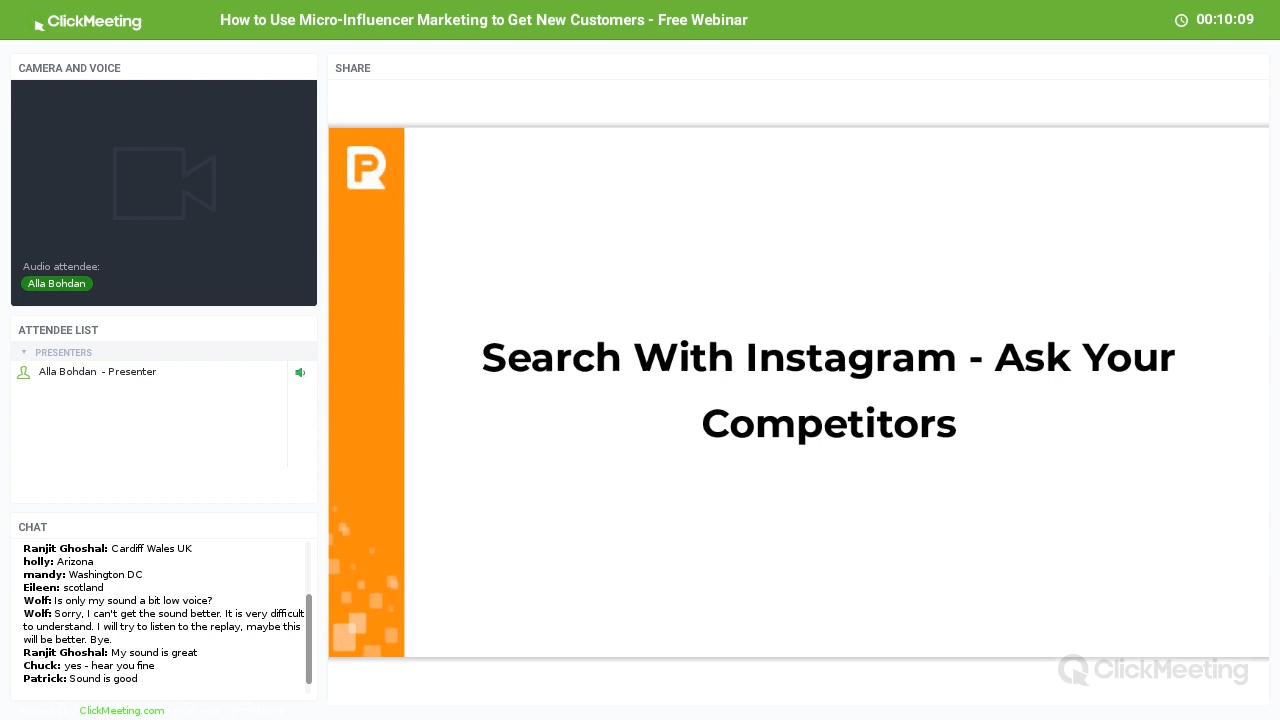 ClickMeeting
How to Use Micro-Influencer Marketing to Get New Customers - Free Webinar
00:10:09
CAMERA AND VOICE
Audio attendee:
Alla Bohdan
ATTENDEE LIST
PRESENTERS
Alla Bohdan - Presenter
CHAT
Ranjit Ghoshal: Cardiff Wales UK
holly: Arizona
mandy: Washington DC
Eileen: scotland
Wolf: Is only my sound a bit low voice?
Wolf: Sorry, I can't get the sound better. It is very difficult
to understand. I will try to listen to the replay, maybe this
will be better. Bye.
Ranjit Ghoshal: My sound is great
Chuck: yes - hear you fine
Patrick: Sound is good
ClickMeeting.com
SHARE
Search With Instagram - Ask Your
Competitors
ClickMeeting